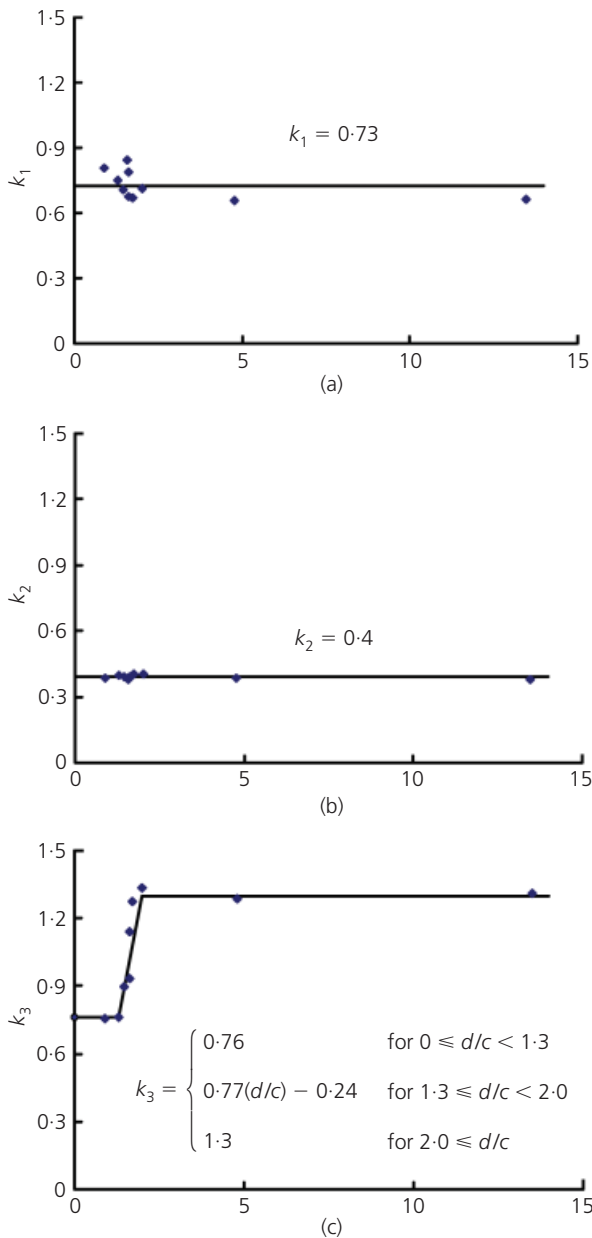 1·5
1·2
0·9
k1 = 0·73
k1
0·6
0·3
0
0 5 10 15
(a)
1·5
1·2
0·9
k2
0·6
k2 = 0·4
0·3
0
0 5 10 15
(b)
1·5
1·2
0·9
k3
0·6
0·76 for 0 ⩽ d/c < 1·3
k3 = { 0·77(d/c) − 0·24 for 1·3 ⩽ d/c < 2·0
0·3
1·3 for 2·0 ⩽ d/c
0
0 5 10 15
(c)